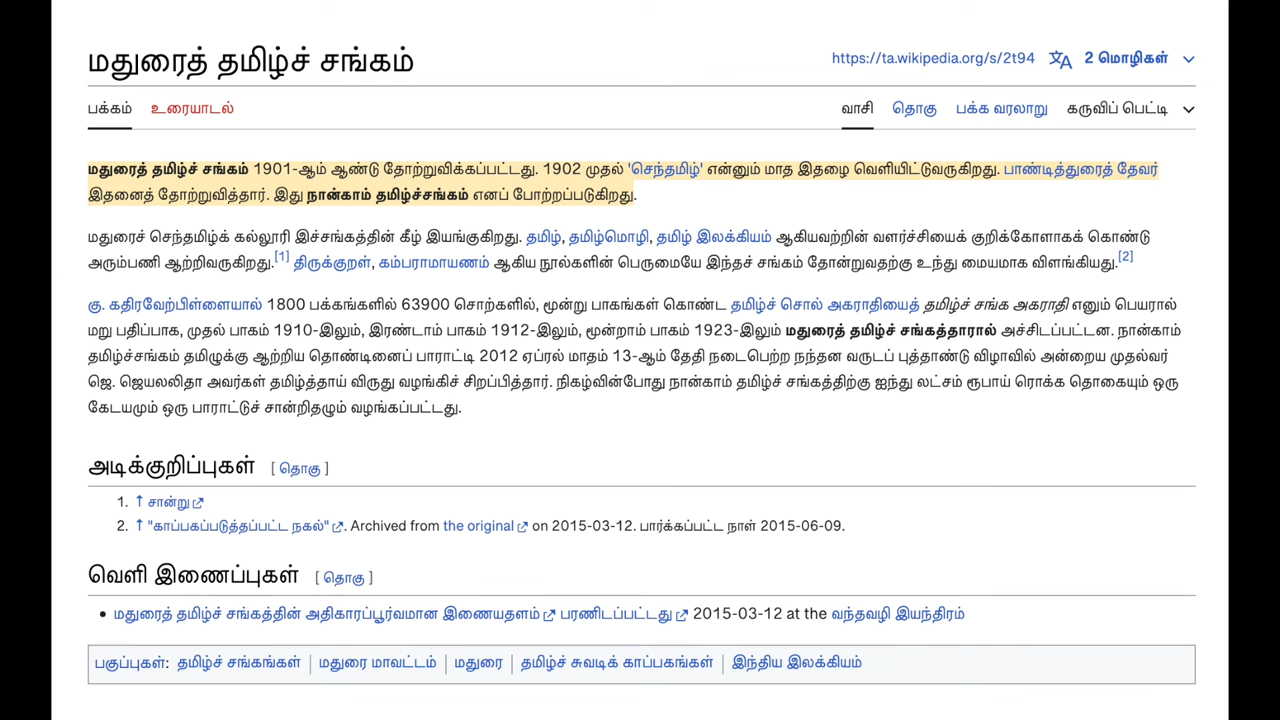 மதுரைத் தமிழ்ச் சங்கம்
https://ta.wikipedia.org/s/2t94 2 மொழிகள்
பக்கம் உரையாடல் வாசி தொகு பக்க வரலாறு கருவிப் பெட்டி
மதுரைத் தமிழ்ச் சங்கம் 1901-ஆம் ஆண்டு தோற்றுவிக்கப்பட்டது. 1902 முதல் 'செந்தமிழ்' என்னும் மாத இதழை வெளியிட்டுவருகிறது. பாண்டித்துரைத் தேவர்
இதனைத் தோற்றுவித்தார். இது நான்காம் தமிழ்ச்சங்கம் எனப் போற்றப்படுகிறது.
மதுரைச் செந்தமிழ்க் கல்லூரி இச்சங்கத்தின் கீழ் இயங்குகிறது. தமிழ், தமிழ்மொழி, தமிழ் இலக்கியம் ஆகியவற்றின் வளர்ச்சியைக் குறிக்கோளாகக் கொண்டு
அரும்பணி ஆற்றிவருகிறது.[1] திருக்குறள், கம்பராமாயணம் ஆகிய நூல்களின் பெருமையே இந்தச் சங்கம் தோன்றுவதற்கு உந்து மையமாக விளங்கியது.[2]
கு. கதிரவேற்பிள்ளையால் 1800 பக்கங்களில் 63900 சொற்களில், மூன்று பாகங்கள் கொண்ட தமிழ்ச் சொல் அகராதியைத் தமிழ்ச் சங்க அகராதி எனும் பெயரால்
மறு பதிப்பாக, முதல் பாகம் 1910-இலும், இரண்டாம் பாகம் 1912-இலும், மூன்றாம் பாகம் 1923-இலும் மதுரைத் தமிழ்ச் சங்கத்தாரால் அச்சிடப்பட்டன. நான்காம்
தமிழ்ச்சங்கம் தமிழுக்கு ஆற்றிய தொண்டினைப் பாராட்டி 2012 ஏப்ரல் மாதம் 13-ஆம் தேதி நடைபெற்ற நந்தன வருடப் புத்தாண்டு விழாவில் அன்றைய முதல்வர்
ஜெ. ஜெயலலிதா அவர்கள் தமிழ்த்தாய் விருது வழங்கிச் சிறப்பித்தார். நிகழ்வின்போது நான்காம் தமிழ்ச் சங்கத்திற்கு ஐந்து லட்சம் ரூபாய் ரொக்க தொகையும் ஒரு
கேடயமும் ஒரு பாராட்டுச் சான்றிதழும் வழங்கப்பட்டது.
அடிக்குறிப்புகள் [ தொகு ]
1. ↑ சான்று
2. ↑ "காப்பகப்படுத்தப்பட்ட நகல்". Archived from the original on 2015-03-12. பார்க்கப்பட்ட நாள் 2015-06-09.
வெளி இணைப்புகள் [ தொகு ]
• மதுரைத் தமிழ்ச் சங்கத்தின் அதிகாரப்பூர்வமான இணையதளம் பரணிடப்பட்டது 2015-03-12 at the வந்தவழி இயந்திரம்
பகுப்புகள்: தமிழ்ச் சங்கங்கள் | மதுரை மாவட்டம் | மதுரை | தமிழ்ச் சுவடிக் காப்பகங்கள் | இந்திய இலக்கியம்